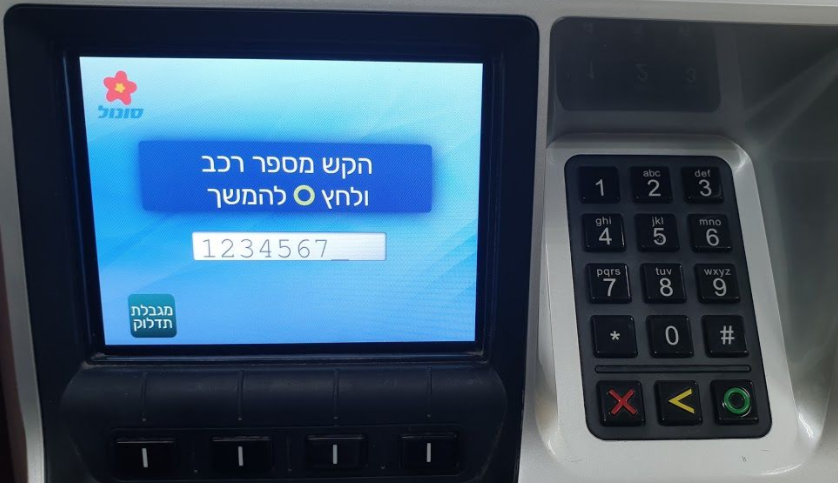 סונול
הקש מספר רכב
ולחץ O להמשך
1234567_
מגבלת
תדלוק
1 abc 2 def 3
ghi 4 jkl 5 mno 6
pqrs 7 tuv 8 wxyz 9
* 0 #
X < O